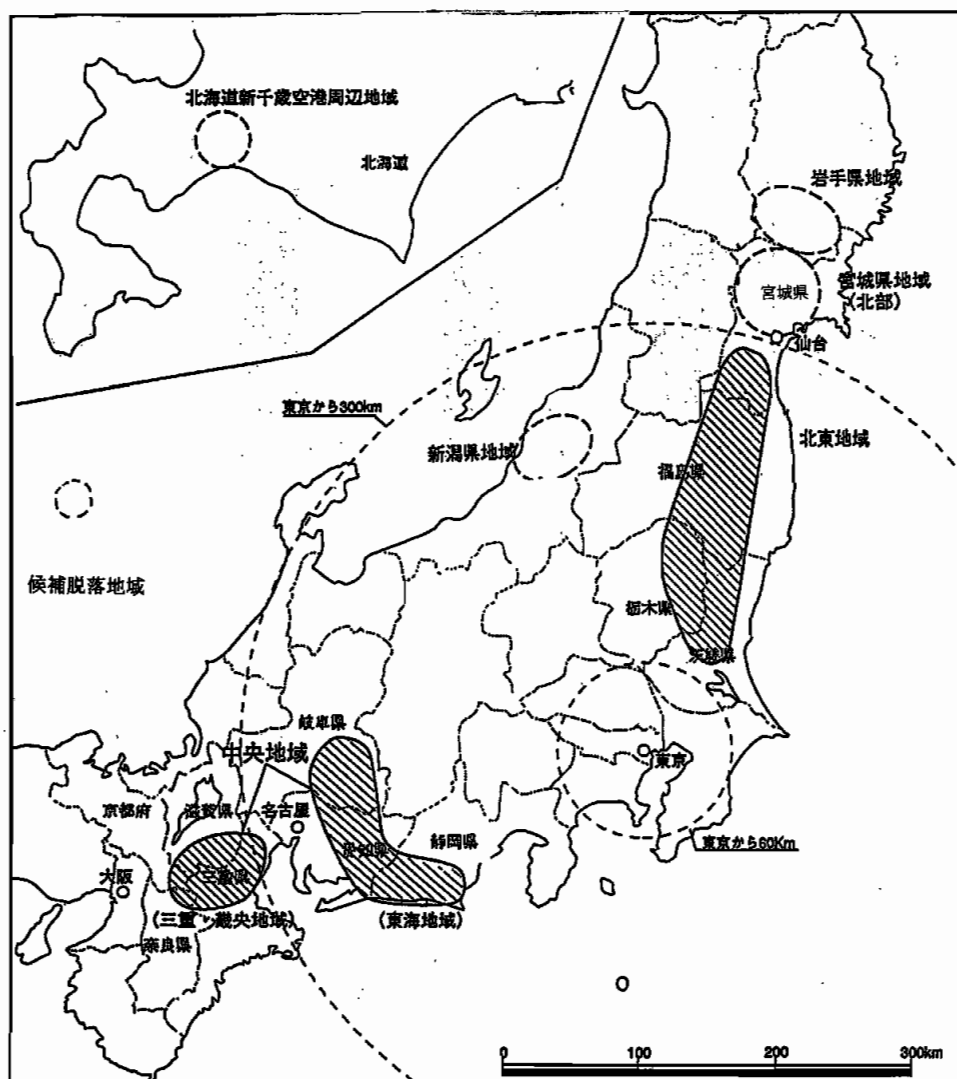 北海道新千歳空港周辺地域
北海道
岩手県地域
宮城県
宮城県地域
(北部)
仙台
東京から300km
新潟県地域
北東地域
福島県
候補脱落地域
栃木県
茨城県
岐阜県
中央地域
東京
京都府
滋賀県
名古屋
静岡県
東京から60Km
愛知県
大阪
三重県
(三重・畿央地域)
(東海地域)
奈良県
0
100
200
300km